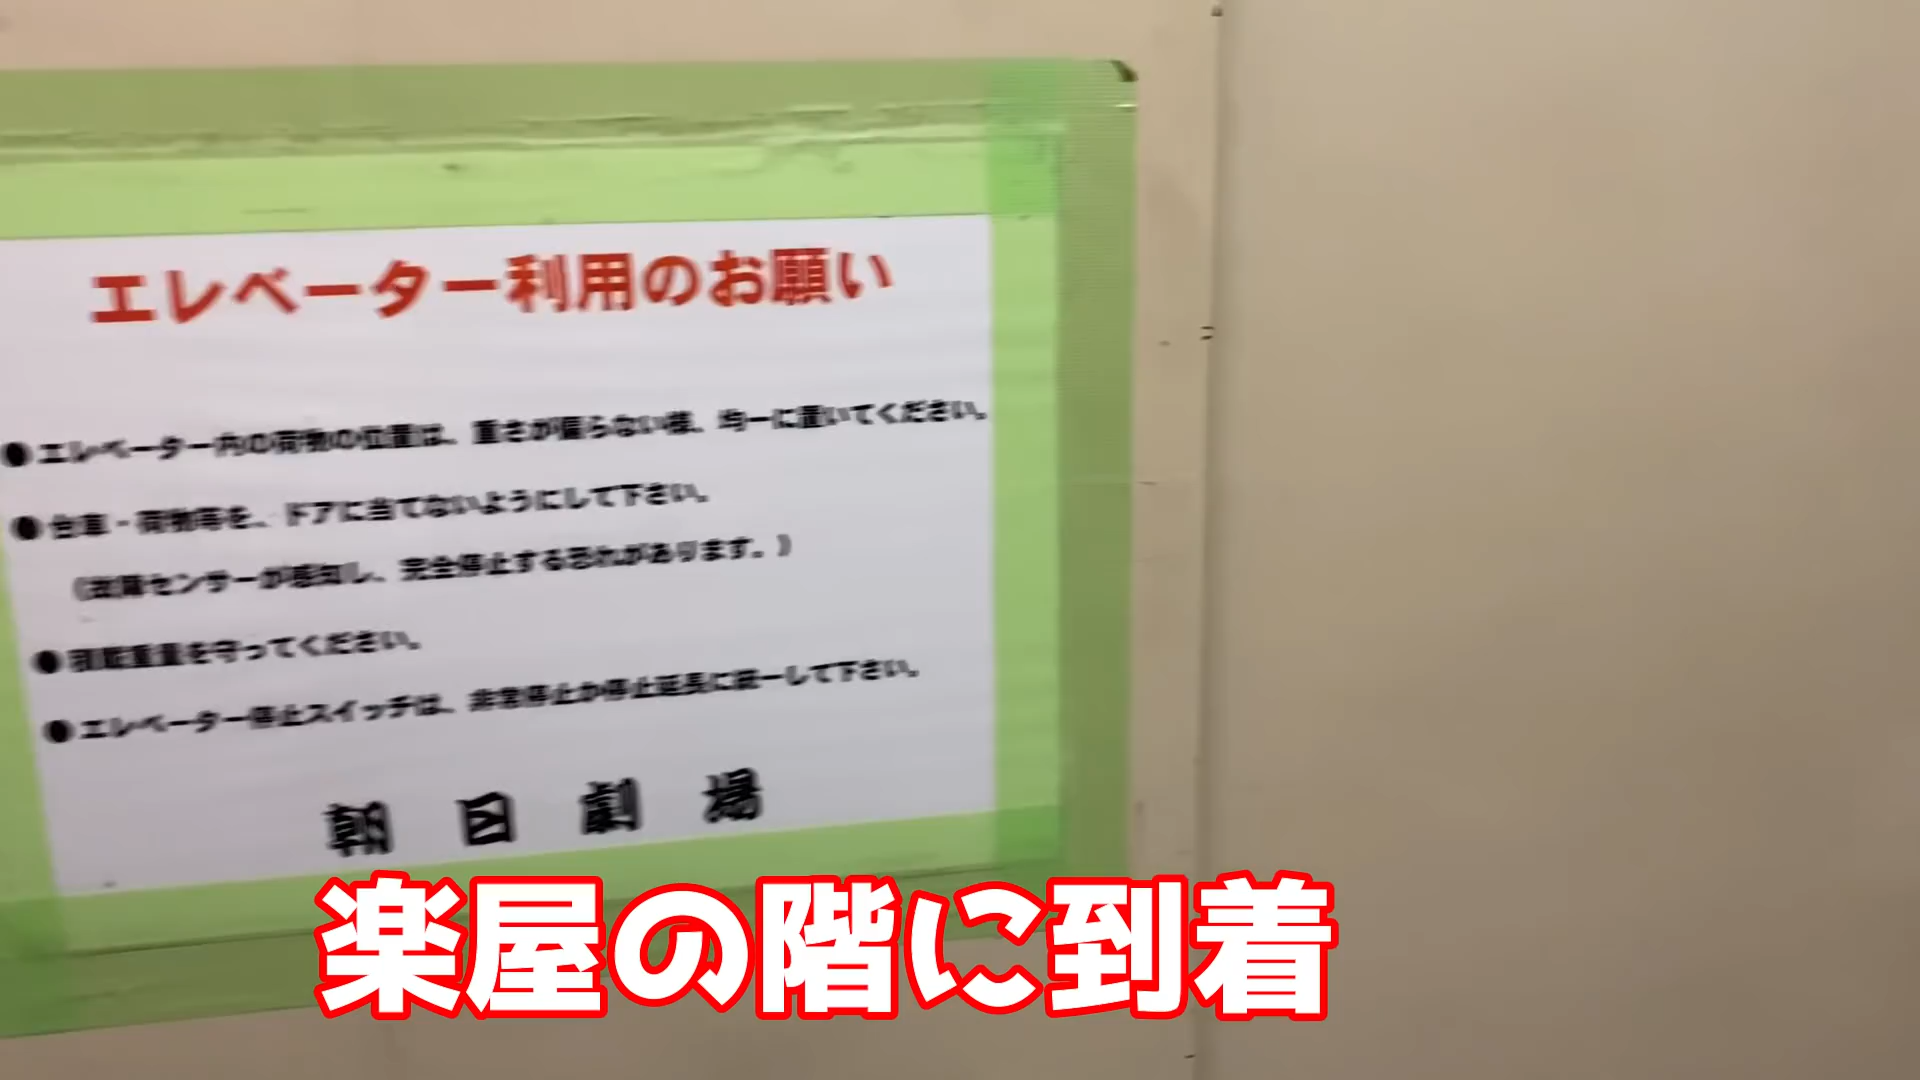 エレベーター利用のお願い
●エレベーター内の荷物の位置は、重さが偏らない様、均一に置いてください。
●台車・荷物等を、ドアに当てないようにして下さい。
（故障センサーが感知し、完全停止する恐れがあります。）
●積載重量を守ってください。
●エレベーター停止スイッチは、非常停止か停止延長に統一して下さい。
朝日劇場
楽屋の階に到着